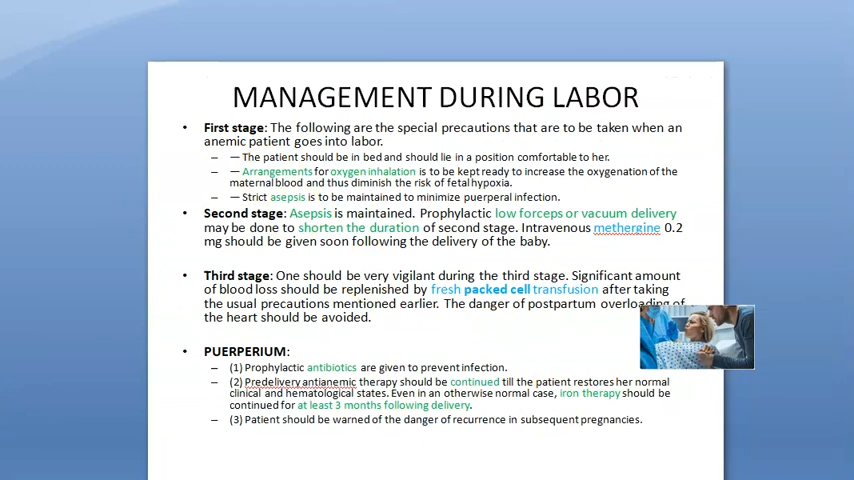 MANAGEMENT DURING LABOR
• First stage: The following are the special precautions that are to be taken when an
anemic patient goes into labor.
– — The patient should be in bed and should lie in a position comfortable to her.
– — Arrangements for oxygen inhalation is to be kept ready to increase the oxygenation of the
maternal blood and thus diminish the risk of fetal hypoxia.
– — Strict asepsis is to be maintained to minimize puerperal infection.
• Second stage: Asepsis is maintained. Prophylactic low forceps or vacuum delivery
may be done to shorten the duration of second stage. Intravenous methergine 0.2
mg should be given soon following the delivery of the baby.
• Third stage: One should be very vigilant during the third stage. Significant amount
of blood loss should be replenished by fresh packed cell transfusion after taking
the usual precautions mentioned earlier. The danger of postpartum overloading of
the heart should be avoided.
• PUERPERIUM:
– (1) Prophylactic antibiotics are given to prevent infection.
– (2) Predelivery antianemic therapy should be continued till the patient restores her normal
clinical and hematological states. Even in an otherwise normal case, iron therapy should be
continued for at least 3 months following delivery.
– (3) Patient should be warned of the danger of recurrence in subsequent pregnancies.